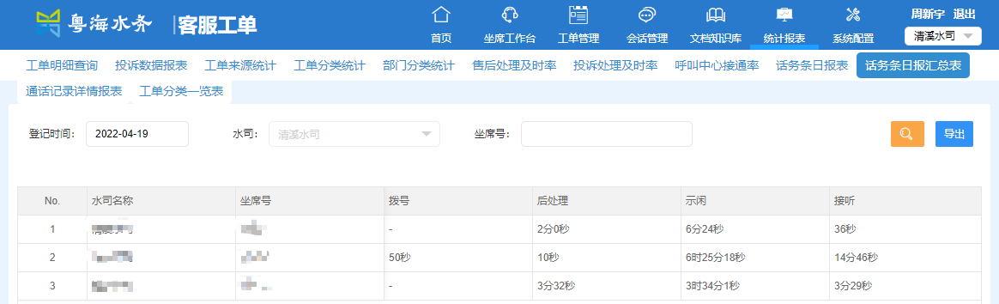 粤海水务 |客服工单
首页 坐席工作台 工单管理 会话管理 文档知识库 统计报表 系统配置
周新宇 退出
清溪水司
工单明细查询 投诉数据报表 工单来源统计 工单分类统计 部门分类统计 售后处理及时率 投诉处理及时率 呼叫中心接通率 话务条日报表 话务条日报汇总表
通话记录详情报表 工单分类一览表
登记时间: 2022-04-19 水司: 清溪水司 坐席号: 导出
No. 水司名称 坐席号 拨号 后处理 示闲 接听
1 - 2分0秒 6分24秒 36秒
2 50秒 10秒 6时25分18秒 14分46秒
3 - 3分32秒 3时34分1秒 3分29秒